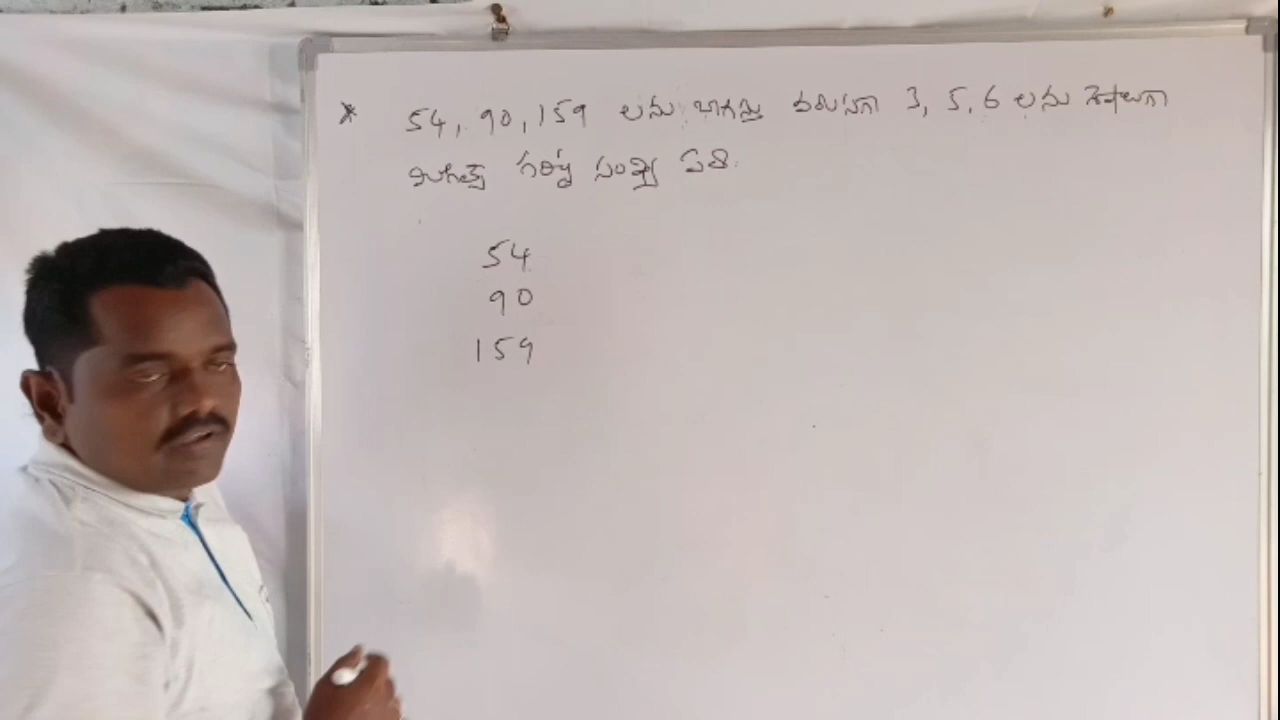 * 54, 90, 159 లను భాగిస్తే వరుసగా 3, 5, 6 లను శేషాలుగా
మిగిల్చే గరిష్ఠ సంఖ్య ఏది.
54
90
159